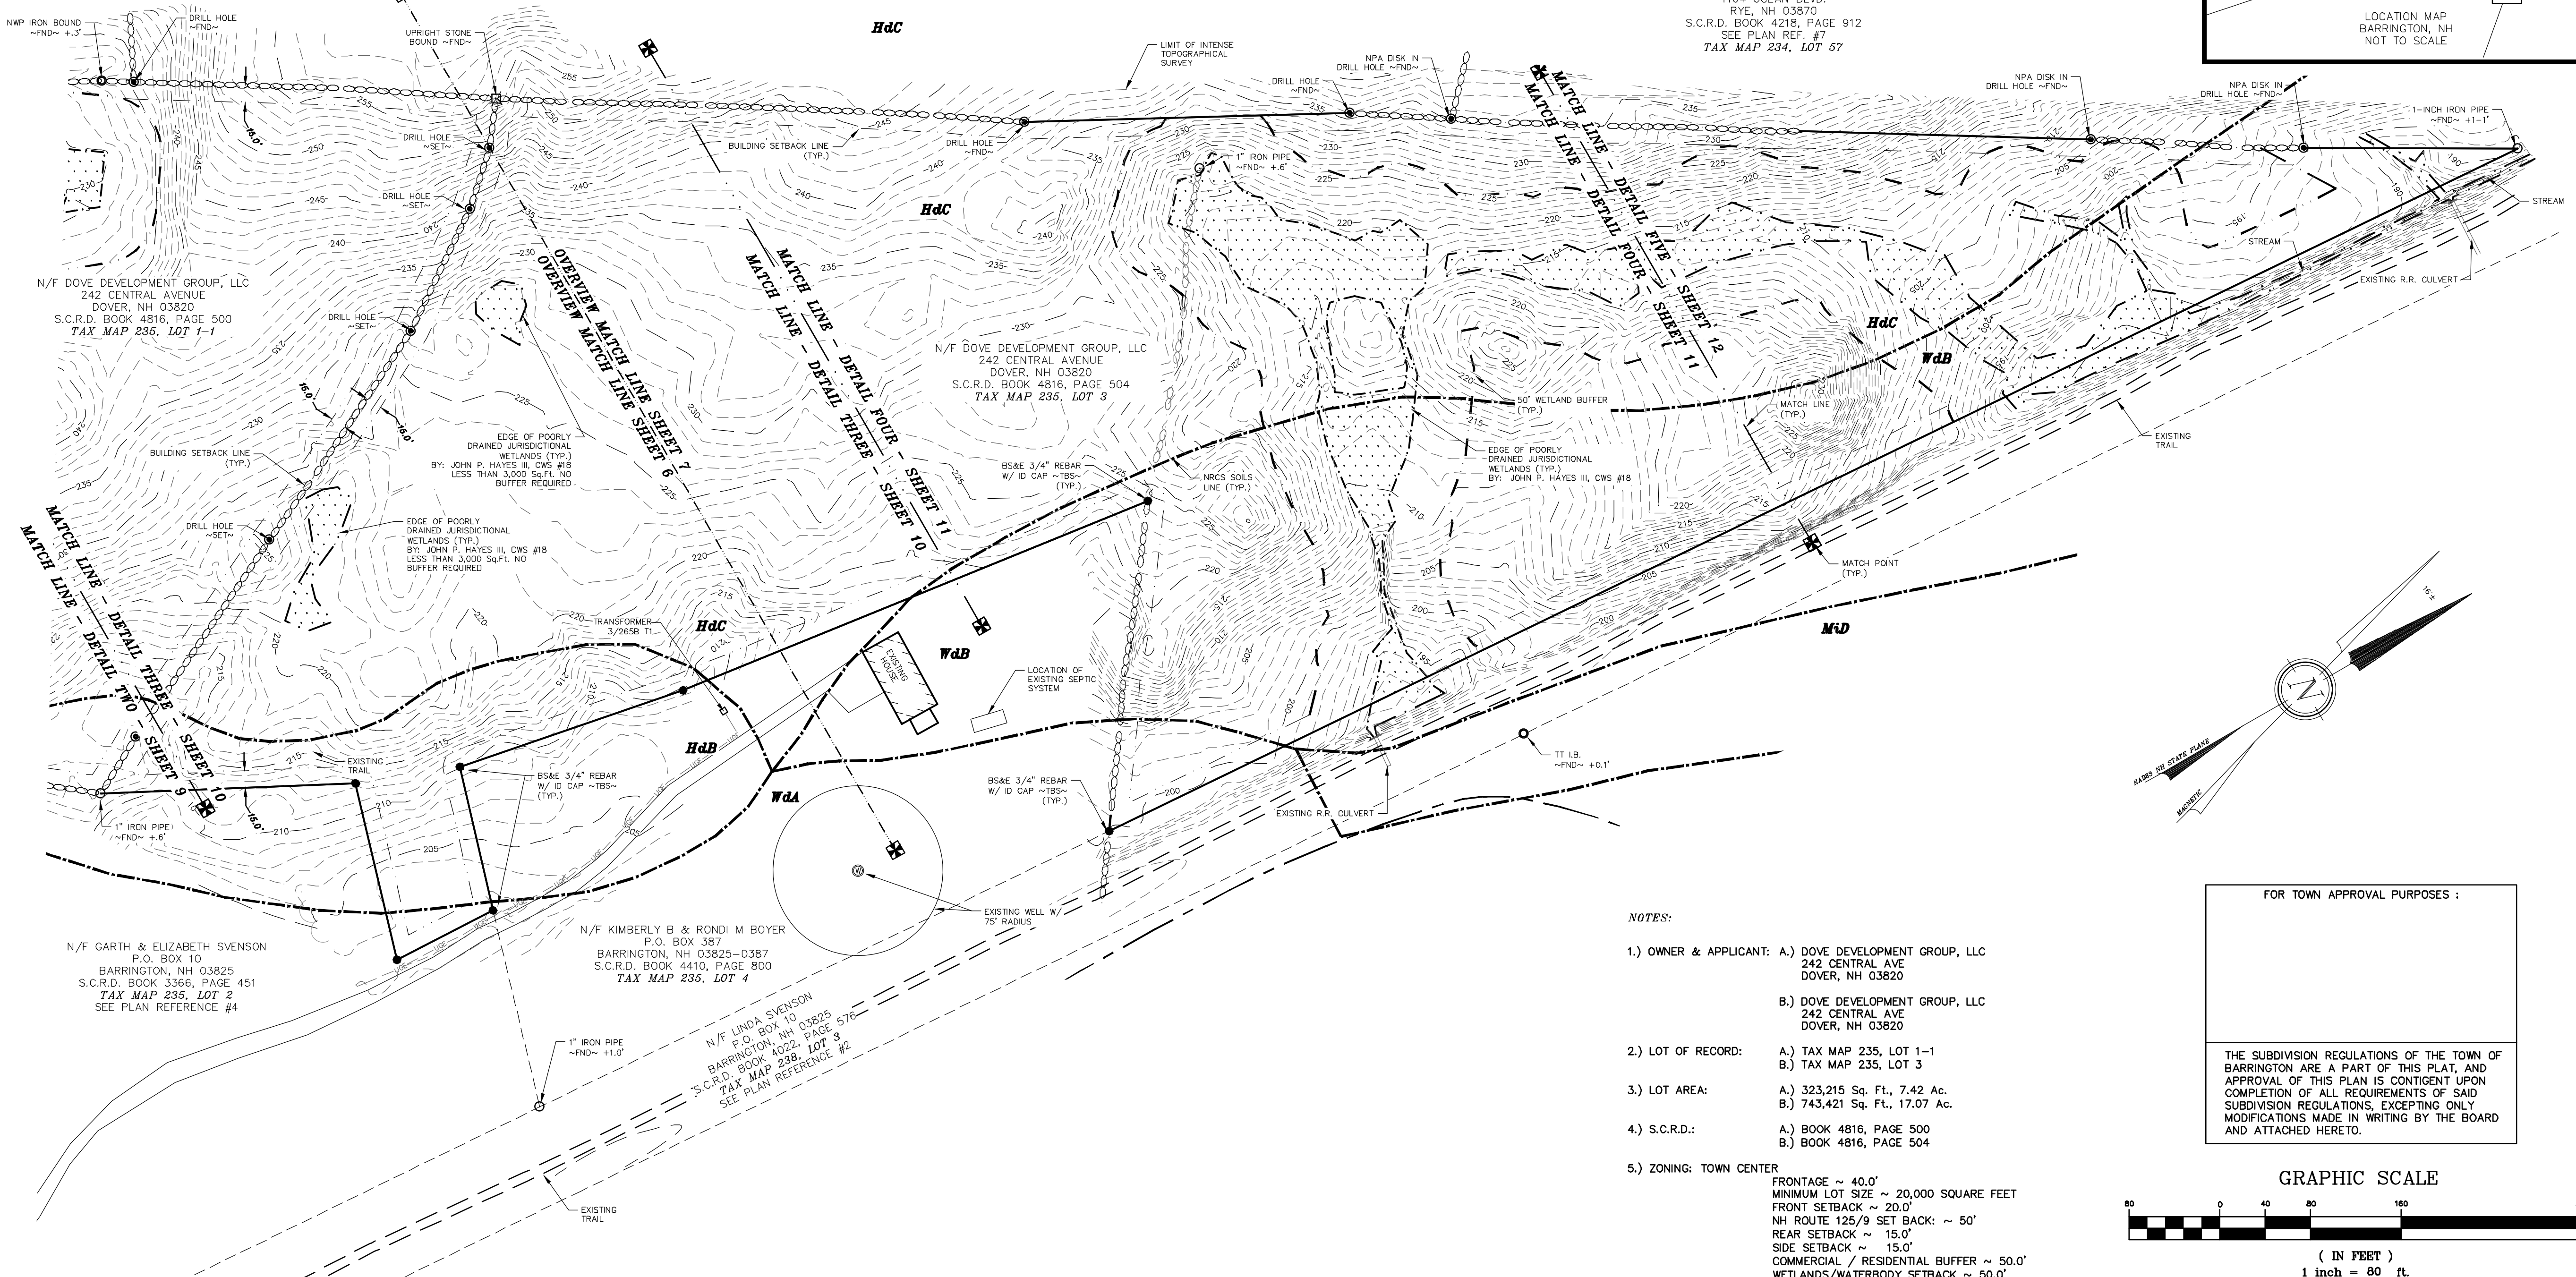 NWP IRON BOUND
~FND~ +.3'
DRILL HOLE
~FND~
UPRIGHT STONE
BOUND ~FND~
HdC
LIMIT OF INTENSE
TOPOGRAPHICAL
SURVEY
RYE, NH 03870
S.C.R.D. BOOK 4218, PAGE 912
SEE PLAN REF. #7
TAX MAP 234, LOT 57
LOCATION MAP
BARRINGTON, NH
NOT TO SCALE
DRILL HOLE
~FND~
NPA DISK IN
DRILL HOLE ~FND~
NPA DISK IN
DRILL HOLE ~FND~
NPA DISK IN
DRILL HOLE ~FND~
1-INCH IRON PIPE
~FND~ +1-1'
DRILL HOLE
~SET~
BUILDING SETBACK LINE
(TYP.)
DRILL HOLE
~FND~
1" IRON PIPE
~FND~ +.6'
MATCH LINE - DETAIL FIVE - SHEET 12
MATCH LINE - DETAIL FOUR - SHEET 11
DRILL HOLE
~SET~
HdC
STREAM
STREAM
EXISTING R.R. CULVERT
N/F DOVE DEVELOPMENT GROUP, LLC
242 CENTRAL AVENUE
DOVER, NH 03820
S.C.R.D. BOOK 4816, PAGE 500
TAX MAP 235, LOT 1-1
DRILL HOLE
~SET~
OVERVIEW MATCH LINE SHEET 7
OVERVIEW MATCH LINE SHEET 6
MATCH LINE - DETAIL FOUR - SHEET 11
MATCH LINE - DETAIL THREE - SHEET 10
N/F DOVE DEVELOPMENT GROUP, LLC
242 CENTRAL AVENUE
DOVER, NH 03820
S.C.R.D. BOOK 4816, PAGE 504
TAX MAP 235, LOT 3
HdC
WdB
50' WETLAND BUFFER
(TYP.)
MATCH LINE
(TYP.)
EXISTING
TRAIL
BUILDING SETBACK LINE
(TYP.)
15.0'
15.0'
15.0'
EDGE OF POORLY
DRAINED JURISDICTIONAL
WETLANDS (TYP.)
BY: JOHN P. HAYES III, CWS #18
LESS THAN 3,000 Sq.Ft. NO
BUFFER REQUIRED
BS&E 3/4" REBAR
W/ ID CAP ~TBS~
(TYP.)
NRCS SOILS
LINE (TYP.)
EDGE OF POORLY
DRAINED JURISDICTIONAL
WETLANDS (TYP.)
BY: JOHN P. HAYES III, CWS #18
MATCH LINE - DETAIL THREE - SHEET 10
MATCH LINE - DETAIL TWO - SHEET 9
DRILL HOLE
~SET~
EDGE OF POORLY
DRAINED JURISDICTIONAL
WETLANDS (TYP.)
BY: JOHN P. HAYES III, CWS #18
LESS THAN 3,000 Sq.Ft. NO
BUFFER REQUIRED
MATCH POINT
(TYP.)
MiD
TRANSFORMER
3/265B T1
HdC
EXISTING
HOUSE
WdB
LOCATION OF
EXISTING SEPTIC
SYSTEM
16±
N
NAD83 NH STATE PLANE
MAGNETIC
HdB
EXISTING
TRAIL
BS&E 3/4" REBAR
W/ ID CAP ~TBS~
(TYP.)
WdA
BS&E 3/4" REBAR
W/ ID CAP ~TBS~
(TYP.)
EXISTING R.R. CULVERT
TT I.B.
~FND~ +0.1'
1" IRON PIPE
~FND~ +.6'
15.0'
W
EXISTING WELL W/
75' RADIUS
N/F GARTH & ELIZABETH SVENSON
P.O. BOX 10
BARRINGTON, NH 03825
S.C.R.D. BOOK 3366, PAGE 451
TAX MAP 235, LOT 2
SEE PLAN REFERENCE #4
N/F KIMBERLY B & RONDI M BOYER
P.O. BOX 387
BARRINGTON, NH 03825-0387
S.C.R.D. BOOK 4410, PAGE 800
TAX MAP 235, LOT 4
N/F LINDA SVENSON
P.O. BOX 10
BARRINGTON, NH 03825
S.C.R.D. BOOK 4022, PAGE 576
TAX MAP 238, LOT 3
SEE PLAN REFERENCE #2
1" IRON PIPE
~FND~ +1.0'
EXISTING
TRAIL
NOTES:
1.) OWNER & APPLICANT: A.) DOVE DEVELOPMENT GROUP, LLC
242 CENTRAL AVE
DOVER, NH 03820
B.) DOVE DEVELOPMENT GROUP, LLC
242 CENTRAL AVE
DOVER, NH 03820
2.) LOT OF RECORD: A.) TAX MAP 235, LOT 1-1
B.) TAX MAP 235, LOT 3
3.) LOT AREA: A.) 323,215 Sq. Ft., 7.42 Ac.
B.) 743,421 Sq. Ft., 17.07 Ac.
4.) S.C.R.D.: A.) BOOK 4816, PAGE 500
B.) BOOK 4816, PAGE 504
5.) ZONING: TOWN CENTER
FRONTAGE ~ 40.0'
MINIMUM LOT SIZE ~ 20,000 SQUARE FEET
FRONT SETBACK ~ 20.0'
NH ROUTE 125/9 SET BACK: ~ 50'
REAR SETBACK ~ 15.0'
SIDE SETBACK ~ 15.0'
COMMERCIAL / RESIDENTIAL BUFFER ~ 50.0'
WETLANDS/WATERBODY SETBACK ~ 50.0'
FOR TOWN APPROVAL PURPOSES :
THE SUBDIVISION REGULATIONS OF THE TOWN OF
BARRINGTON ARE A PART OF THIS PLAT, AND
APPROVAL OF THIS PLAN IS CONTIGENT UPON
COMPLETION OF ALL REQUIREMENTS OF SAID
SUBDIVISION REGULATIONS, EXCEPTING ONLY
MODIFICATIONS MADE IN WRITING BY THE BOARD
AND ATTACHED HERETO.
GRAPHIC SCALE
80 0 40 80 160
( IN FEET )
1 inch = 80 ft.